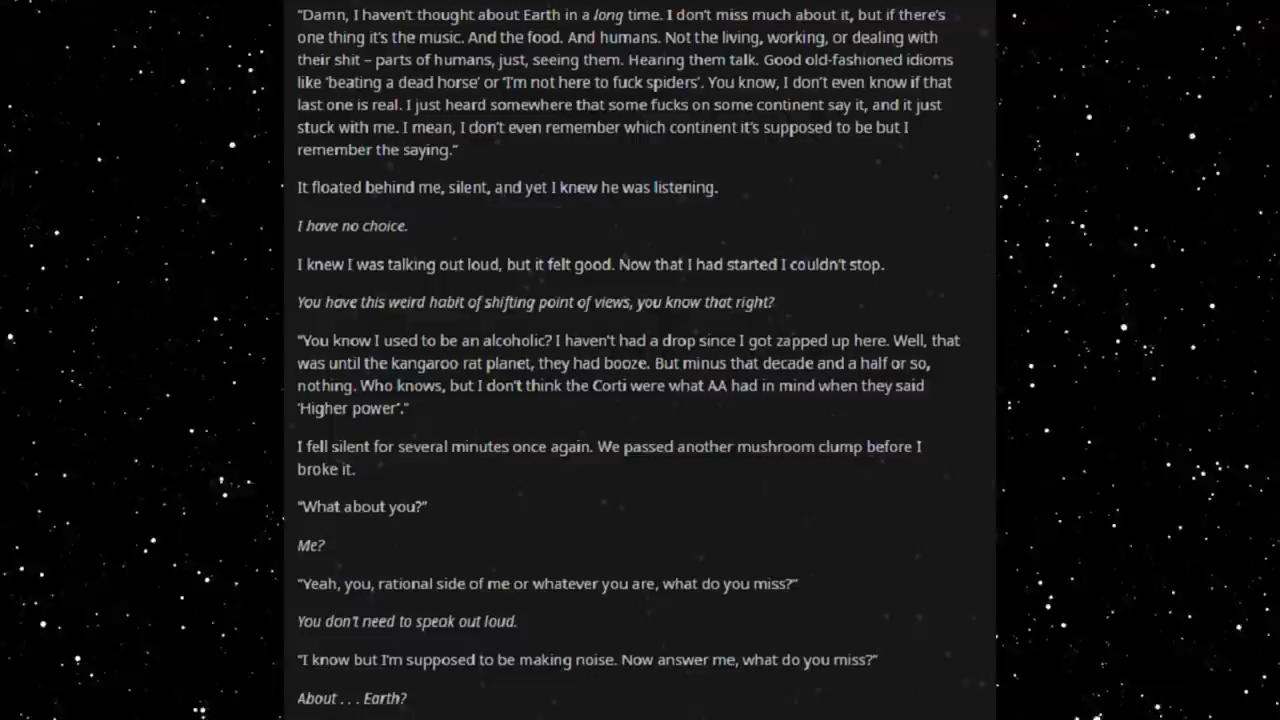 “Damn, I haven’t thought about Earth in a long time. I don’t miss much about it, but if there’s
one thing it’s the music. And the food. And humans. Not the living, working, or dealing with
their shit – parts of humans, just, seeing them. Hearing them talk. Good old-fashioned idioms
like ‘beating a dead horse’ or ‘I’m not here to fuck spiders’. You know, I don’t even know if that
last one is real. I just heard somewhere that some fucks on some continent say it, and it just
stuck with me. I mean, I don’t even remember which continent it’s supposed to be but I
remember the saying.”
It floated behind me, silent, and yet I knew he was listening.
I have no choice.
I knew I was talking out loud, but it felt good. Now that I had started I couldn’t stop.
You have this weird habit of shifting point of views, you know that right?
“You know I used to be an alcoholic? I haven’t had a drop since I got zapped up here. Well, that
was until the kangaroo rat planet, they had booze. But minus that decade and a half or so,
nothing. Who knows, but I don’t think the Corti were what AA had in mind when they said
‘Higher power’.”
I fell silent for several minutes once again. We passed another mushroom clump before I
broke it.
“What about you?”
Me?
“Yeah, you, rational side of me or whatever you are, what do you miss?”
You don’t need to speak out loud.
“I know but I’m supposed to be making noise. Now answer me, what do you miss?”
About . . . Earth?